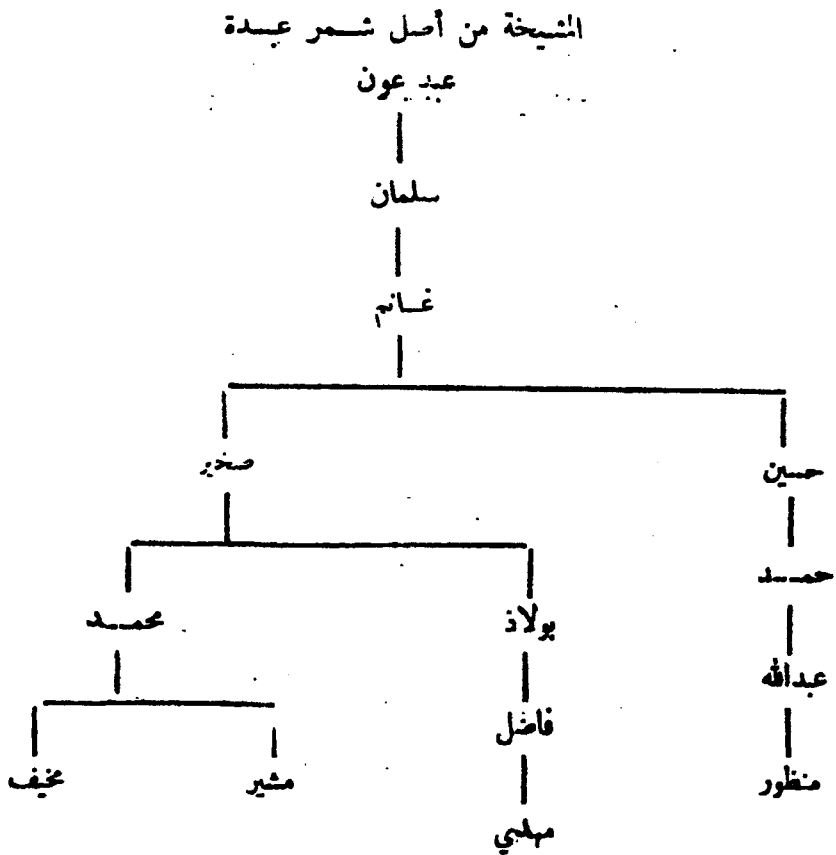 المشيخة من أصل شمر عبدة
عبد عون
سلمان
غانم
صخير
حسين
حمد
محمد
بولاذ
عبدالله
فاضل
مخيف
مشير
منظور
مهلبي